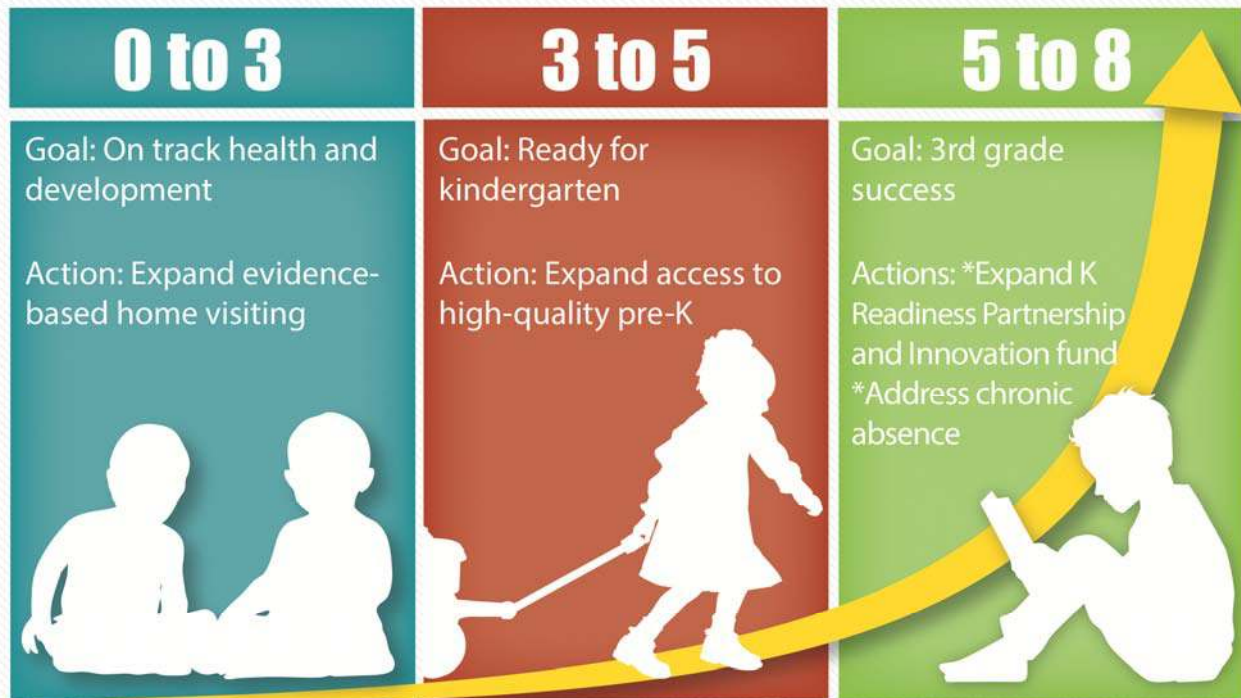 0 to 3
Goal: On track health and
development
Action: Expand evidence-
based home visiting
3 to 5
Goal: Ready for
kindergarten
Action: Expand access to
high-quality pre-K
5 to 8
Goal: 3rd grade
success
Actions: *Expand K
Readiness Partnership
and Innovation fund
*Address chronic
absence